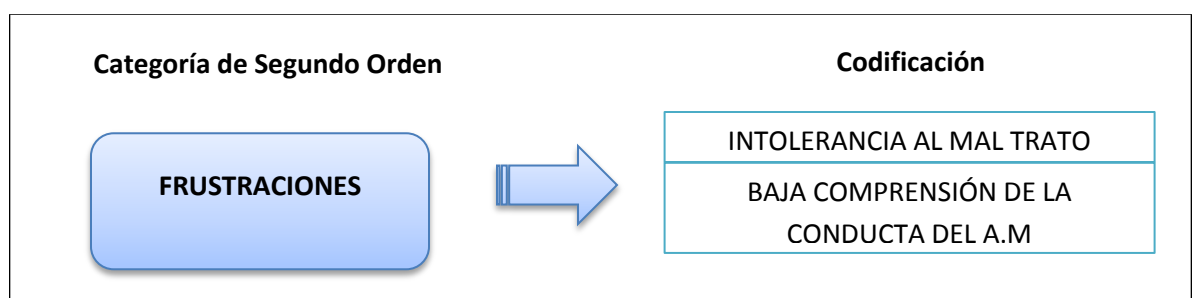 Categoría de Segundo Orden
Codificación
FRUSTRACIONES
INTOLERANCIA AL MAL TRATO
BAJA COMPRENSIÓN DE LA
CONDUCTA DEL A.M